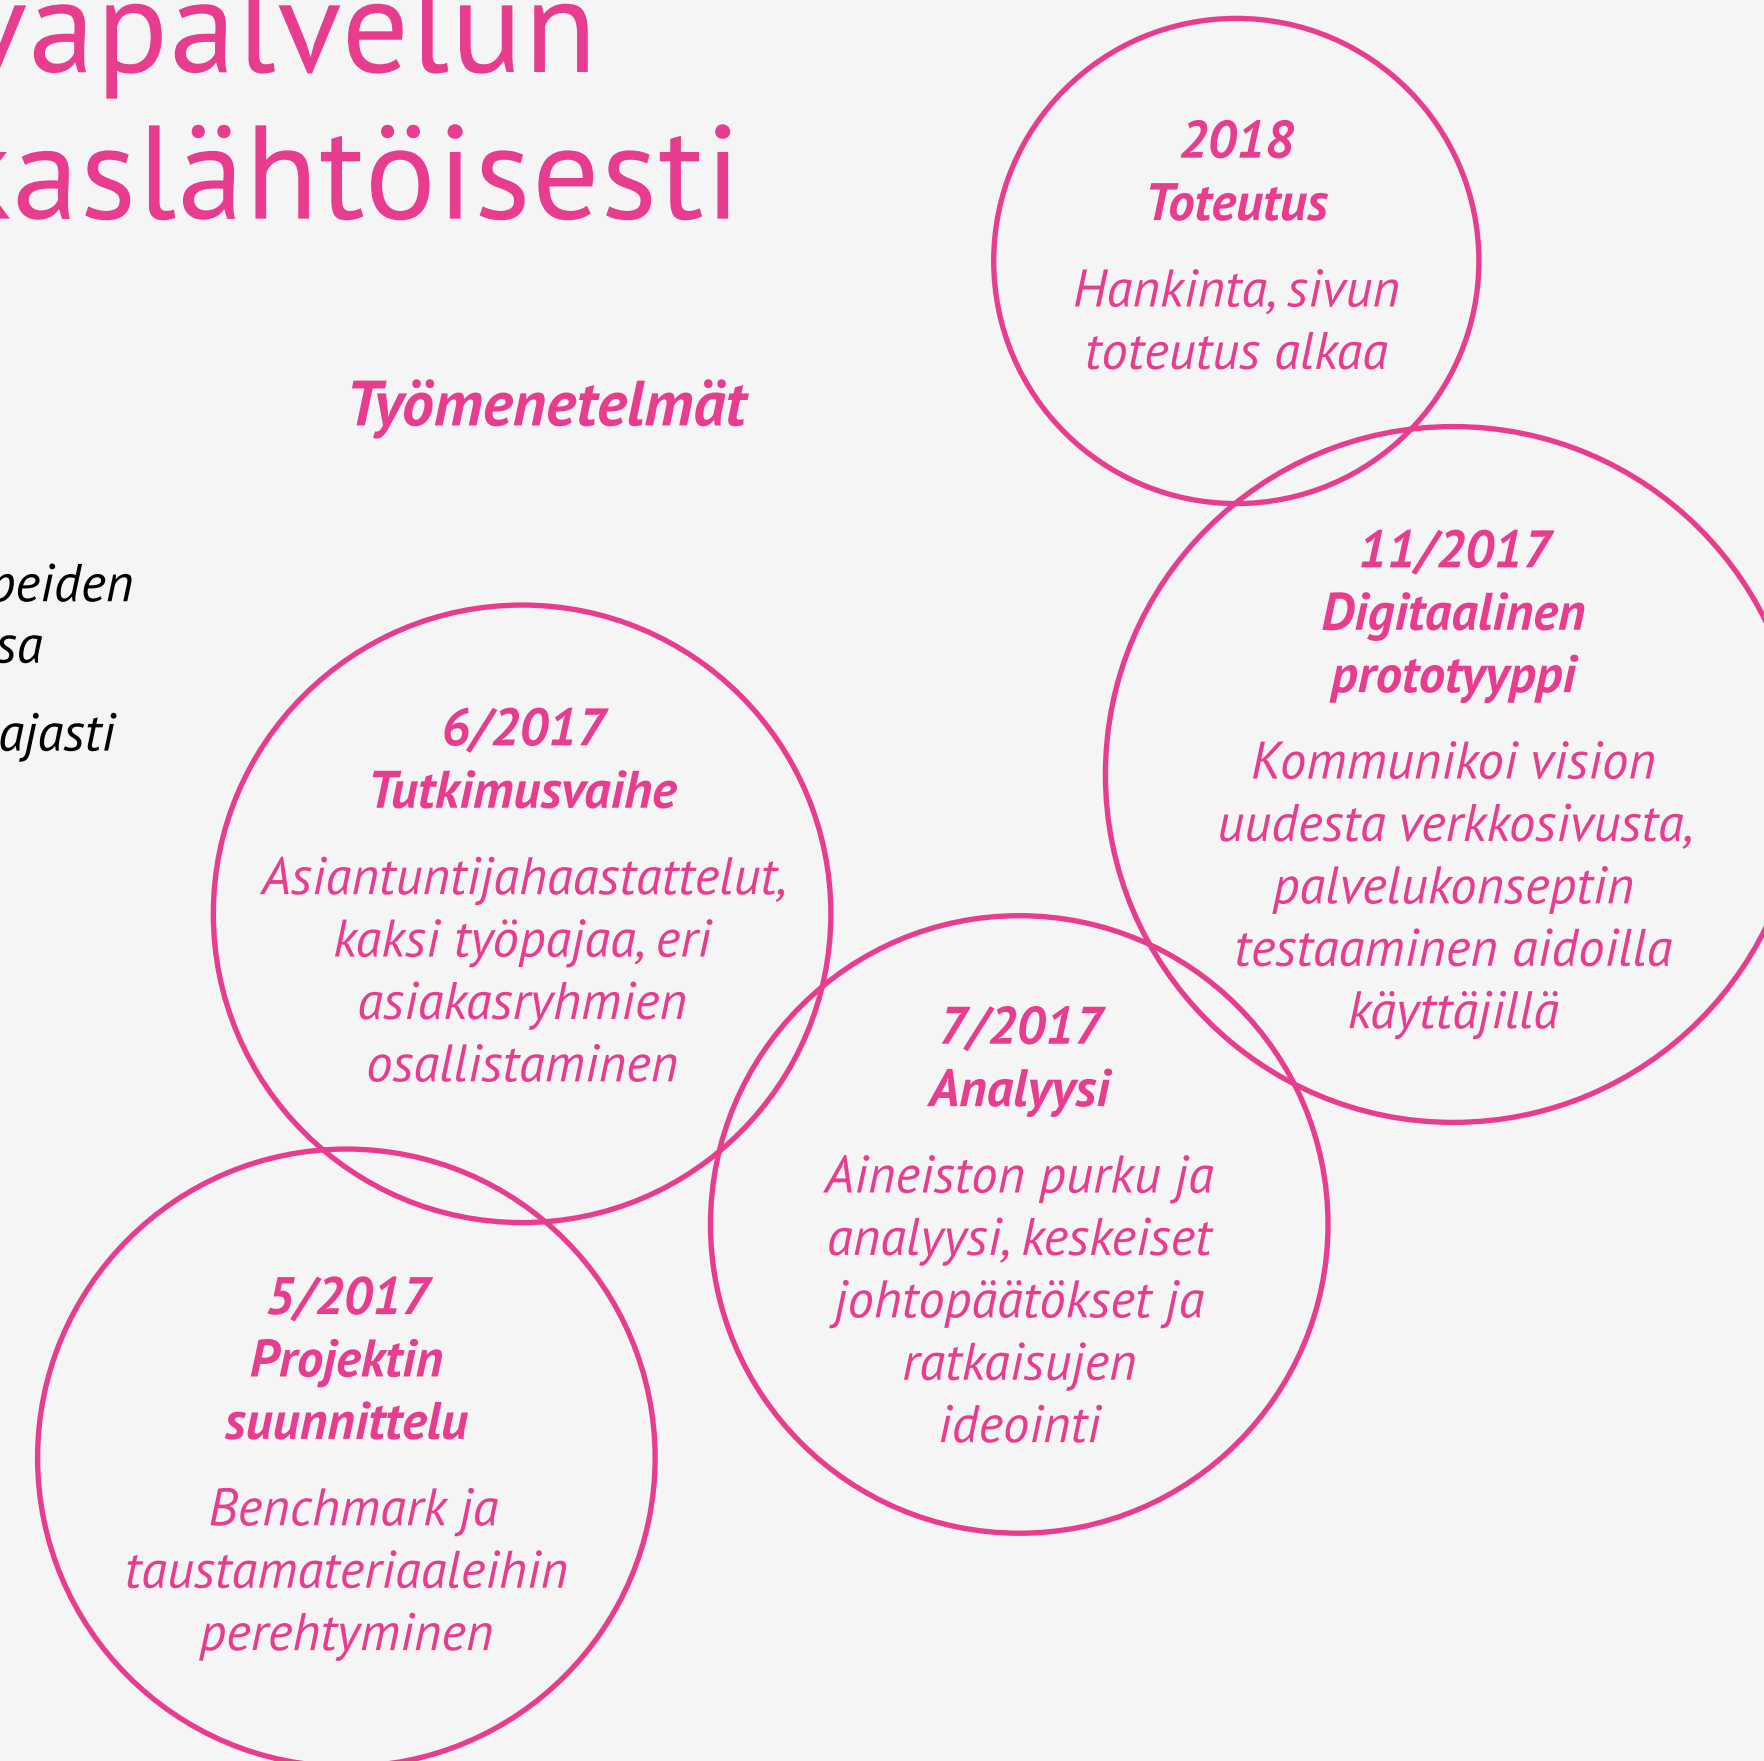 vapalvelun
kaslähtöisesti
Työmenetelmät
peiden
sa
ajasti
2018
Toteutus
Hankinta, sivun
toteutus alkaa
11/2017
Digitaalinen
prototyyppi
Kommunikoi vision
uudesta verkkosivusta,
palvelukonseptin
testaaminen aidoilla
käyttäjillä
6/2017
Tutkimusvaihe
Asiantuntijahaastattelut,
kaksi työpajaa, eri
asiakasryhmien
osallistaminen
7/2017
Analyysi
Aineiston purku ja
analyysi, keskeiset
johtopäätökset ja
ratkaisujen
ideointi
5/2017
Projektin
suunnittelu
Benchmark ja
taustamateriaaleihin
perehtyminen